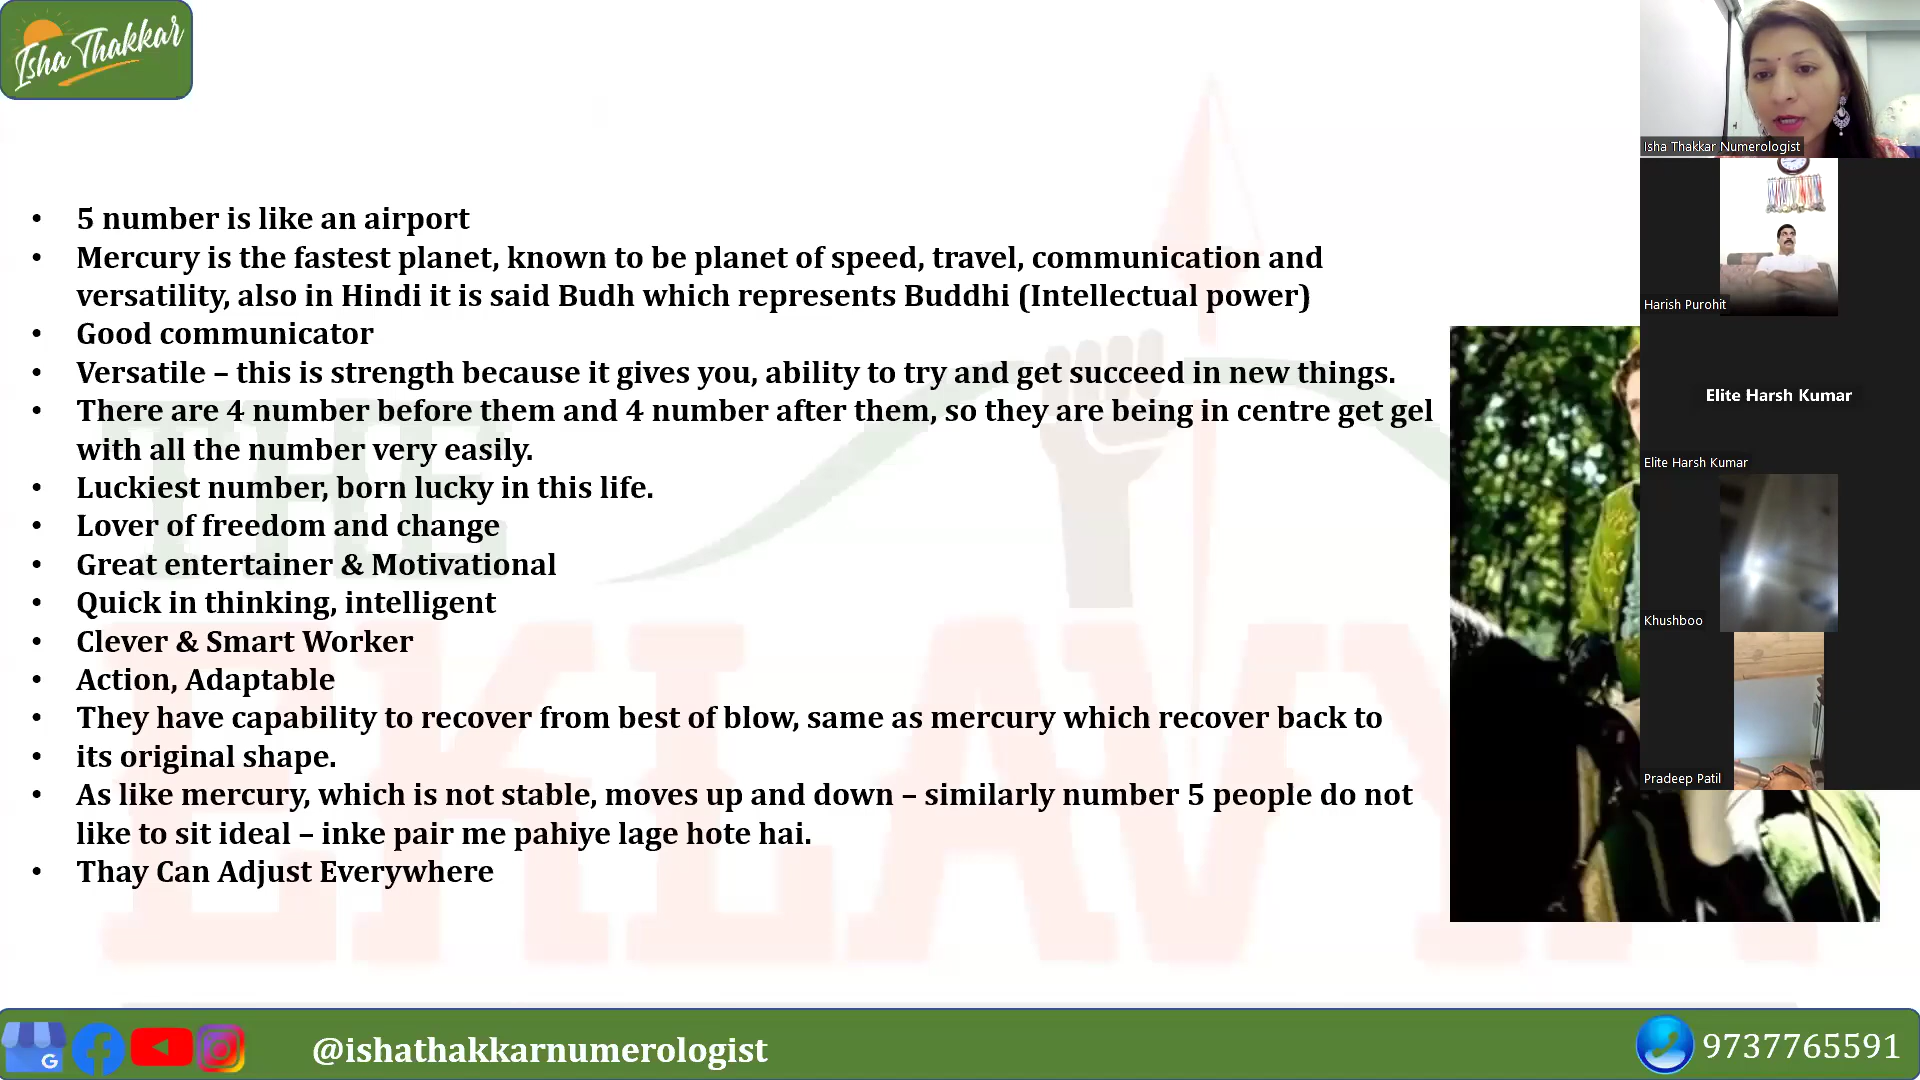 Isha Thakkar
• 5 number is like an airport
• Mercury is the fastest planet, known to be planet of speed, travel, communication and
versatility, also in Hindi it is said Budh which represents Buddhi (Intellectual power)
• Good communicator
• Versatile – this is strength because it gives you, ability to try and get succeed in new things.
• There are 4 number before them and 4 number after them, so they are being in centre get gel
with all the number very easily.
• Luckiest number, born lucky in this life.
• Lover of freedom and change
• Great entertainer & Motivational
• Quick in thinking, intelligent
• Clever & Smart Worker
• Action, Adaptable
• They have capability to recover from best of blow, same as mercury which recover back to
• its original shape.
• As like mercury, which is not stable, moves up and down – similarly number 5 people do not
like to sit ideal – inke pair me pahiye lage hote hai.
• Thay Can Adjust Everywhere
THE
EKLAVYA
Isha Thakkar Numerologist
Harish Purohit
Elite Harsh Kumar
Elite Harsh Kumar
Khushboo
Pradeep Patil
G
@ishathakkarnumerologist
9737765591